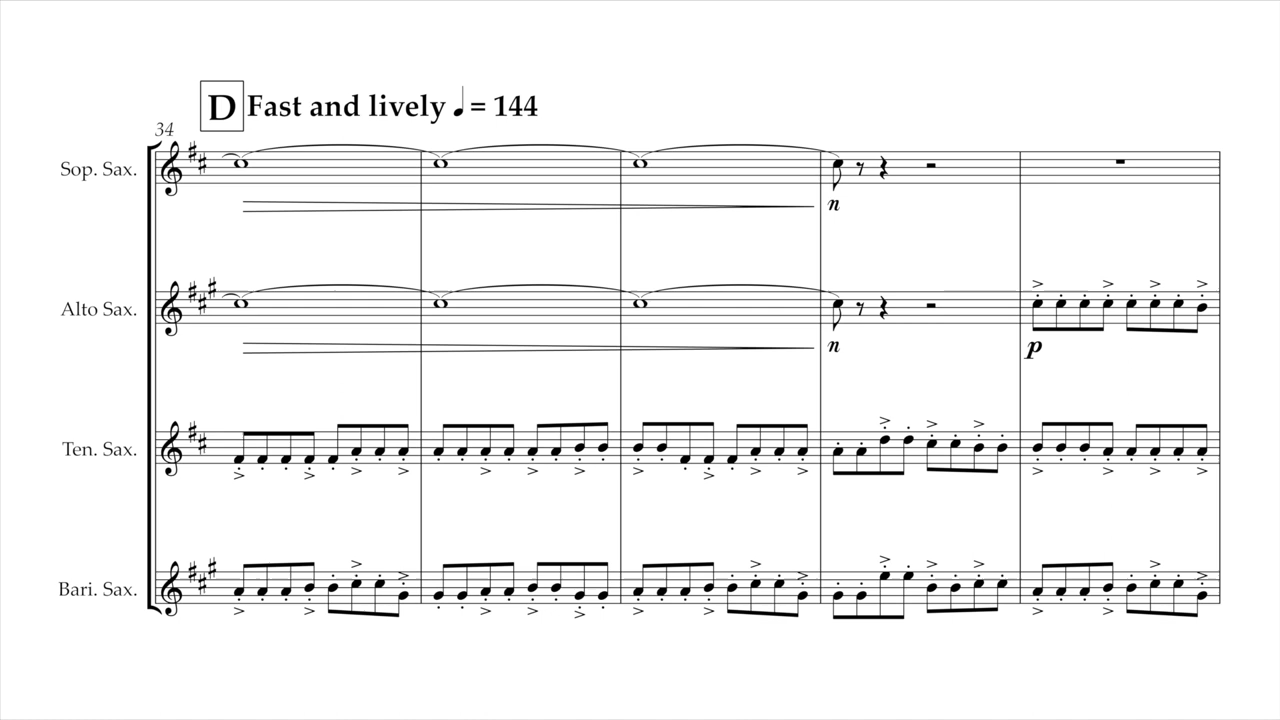 D Fast and lively ♩= 144
34
Sop. Sax.
n
Alto Sax.
n p
Ten. Sax.
Bari. Sax.